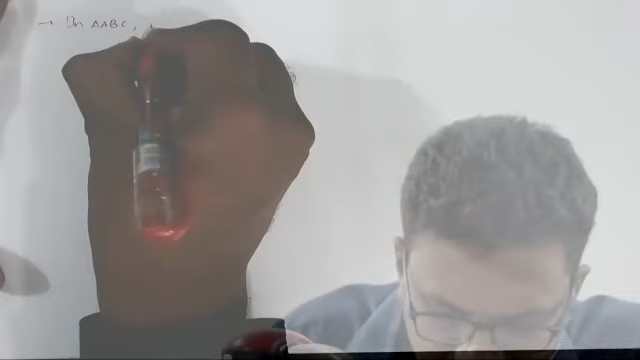 → In ΔABC,